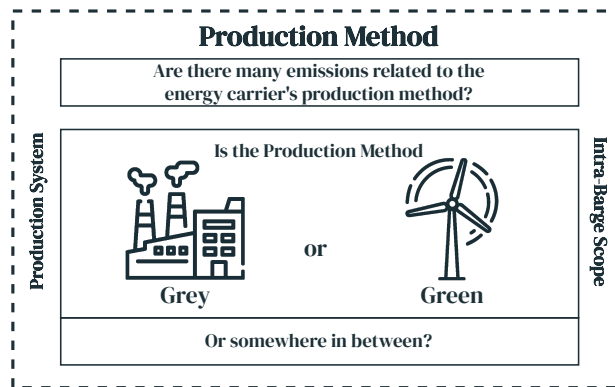 Production Method
Are there many emissions related to the
energy carrier's production method?
Production System
Is the Production Method
or
Grey
Green
Or somewhere in between?
Intra-Barge Scope